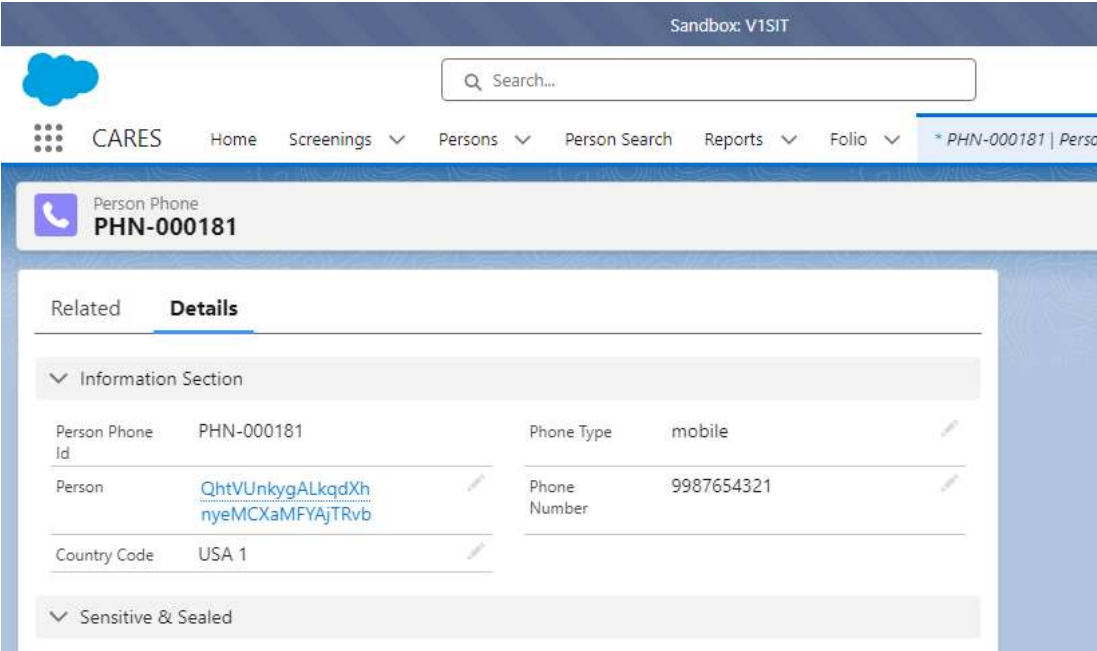 Sandbox: V1SIT
Search...
CARES Home Screenings Persons Person Search Reports Folio * PHN-000181 |
Person Phone
PHN-000181
Related Details
Information Section
Person Phone Id PHN-000181 Phone Type mobile
Person QhtVUnkygALkqdXh Phone Number 9987654321
nyeMCXaMFYAjTRvb
Country Code USA 1
Sensitive & Sealed